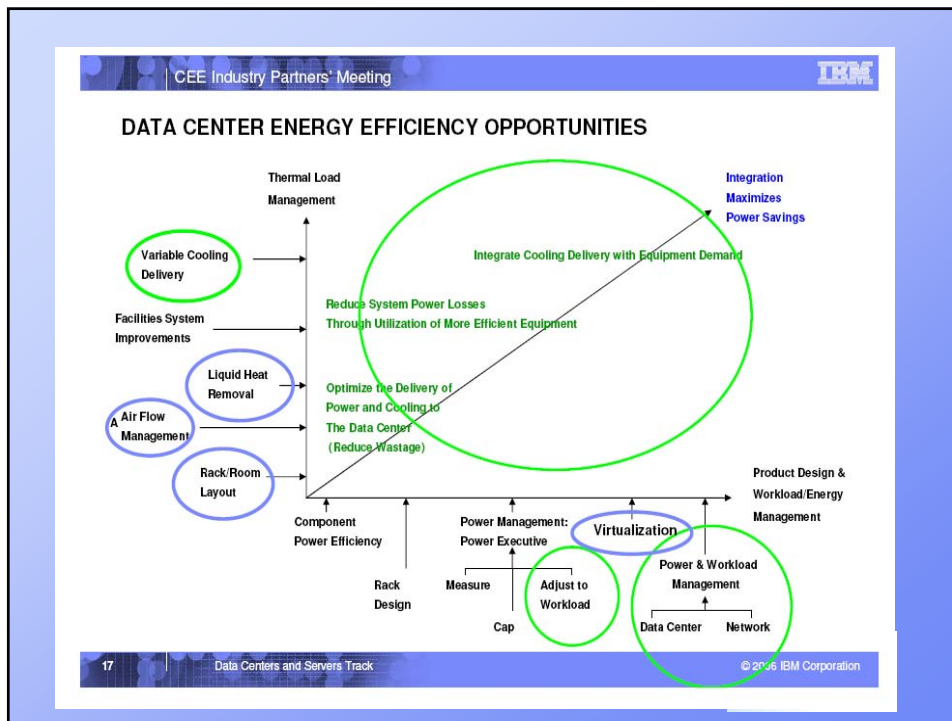 CEE Industry Partners' Meeting
IBM
DATA CENTER ENERGY EFFICIENCY OPPORTUNITIES
Thermal Load
Management
Integration
Maximizes
Power Savings
Variable Cooling
Delivery
Integrate Cooling Delivery with Equipment Demand
Facilities System
Improvements
Reduce System Power Losses
Through Utilization of More Efficient Equipment
Liquid Heat
Removal
Optimize the Delivery of
Power and Cooling to
The Data Center
(Reduce Wastage)
A Air Flow
Management
Rack/Room
Layout
Product Design &
Workload/Energy
Management
Component
Power Efficiency
Power Management:
Power Executive
Virtualization
Rack
Design
Measure
Adjust to
Workload
Cap
Power & Workload
Management
Data Center
Network
17
Data Centers and Servers Track
© 2006 IBM Corporation